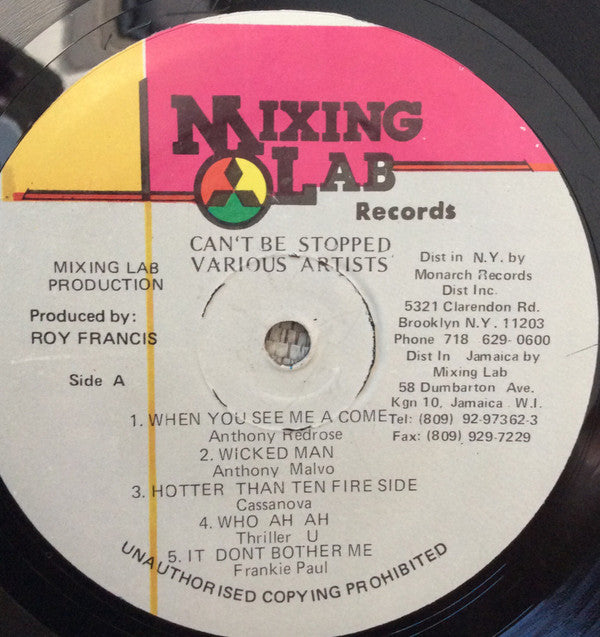 MIXING
LAB
Records
CAN'T BE STOPPED
VARIOUS ARTISTS
MIXING LAB
PRODUCTION
Produced by:
ROY FRANCIS
Side A
Dist in N.Y. by
Monarch Records
Dist Inc.
5321 Clarendon Rd.
Brooklyn N.Y. 11203
Phone 718 629-0600
Dist In Jamaica by
Mixing Lab
58 Dumbarton Ave.
Kgn 10, Jamaica W.I.
Tel: (809) 92-97362-3
Fax: (809) 929-7229
1. WHEN YOU SEE ME A COME
Anthony Redrose
2. WICKED MAN
Anthony Malvo
3. HOTTER THAN TEN FIRE SIDE
Cassanova
4. WHO AH AH
Thriller U
5. IT DONT BOTHER ME
Frankie Paul
UNAUTHORISED COPYING PROHIBITED